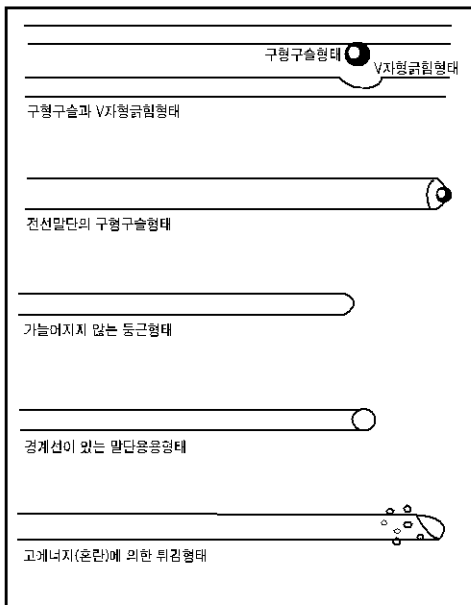 구형구슬형태
V자형긁힘형태
구형구슬과 V자형긁힘형태
전선말단의 구형구슬형태
가늘어지지 않는 둥근형태
경계선이 있는 말단용융형태
고에너지(혼란)에 의한 튀김형태